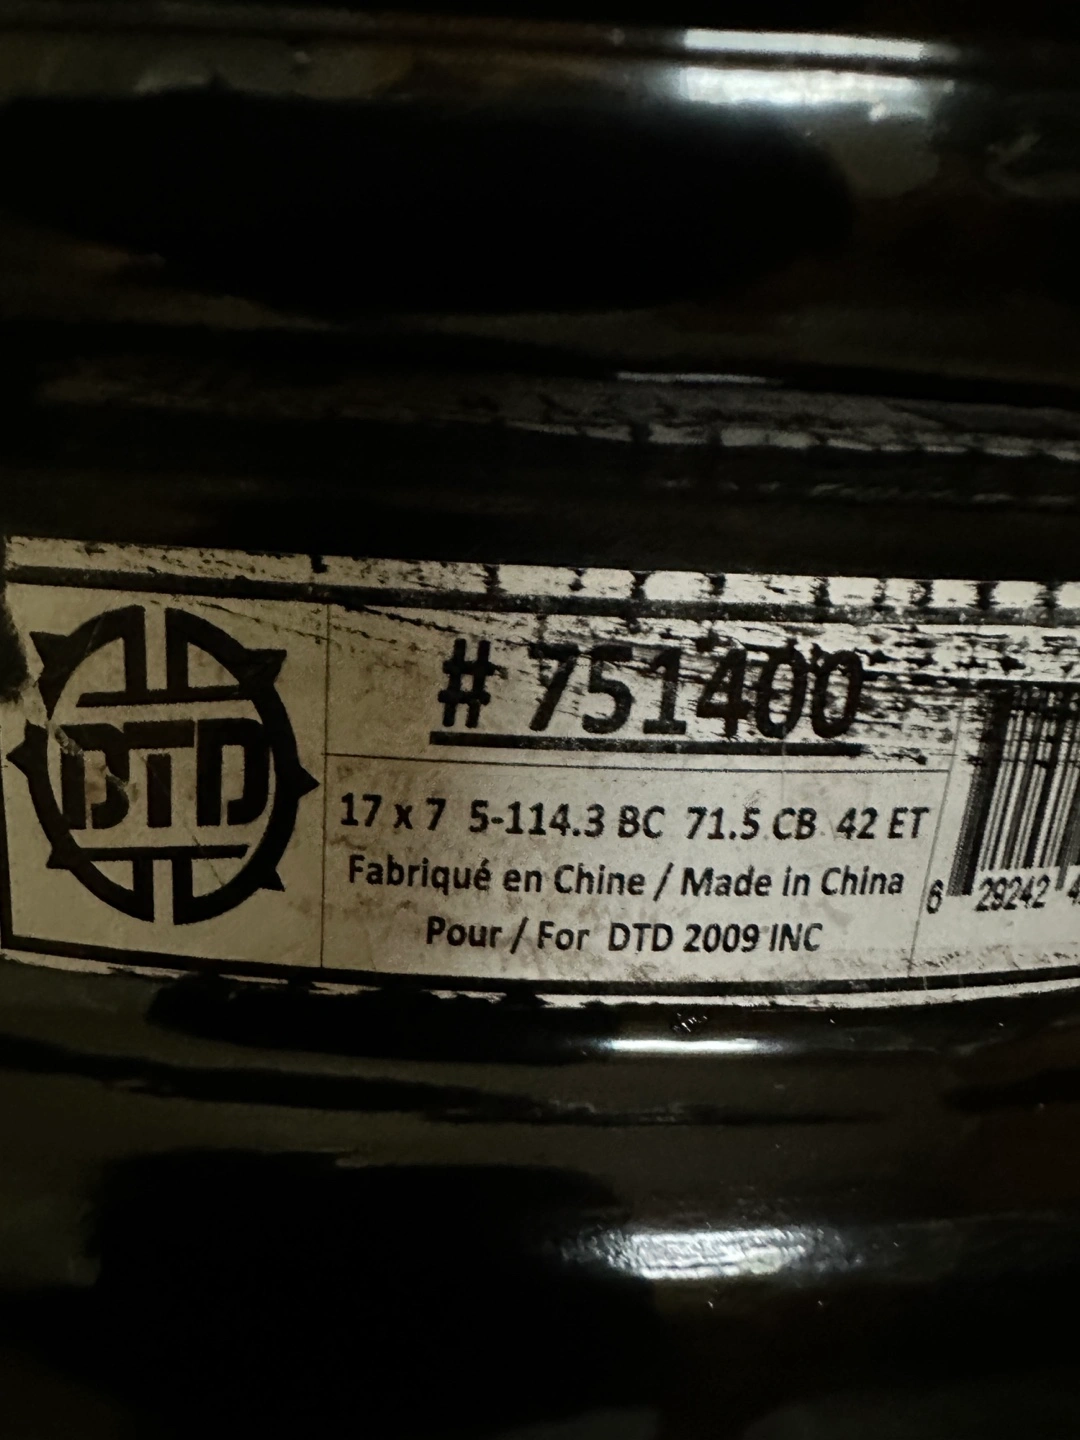 DTD
# 751400
17 x 7 5-114.3 BC 71.5 CB 42 ET
Fabriqué en Chine / Made in China
Pour / For DTD 2009 INC
6 29242 4